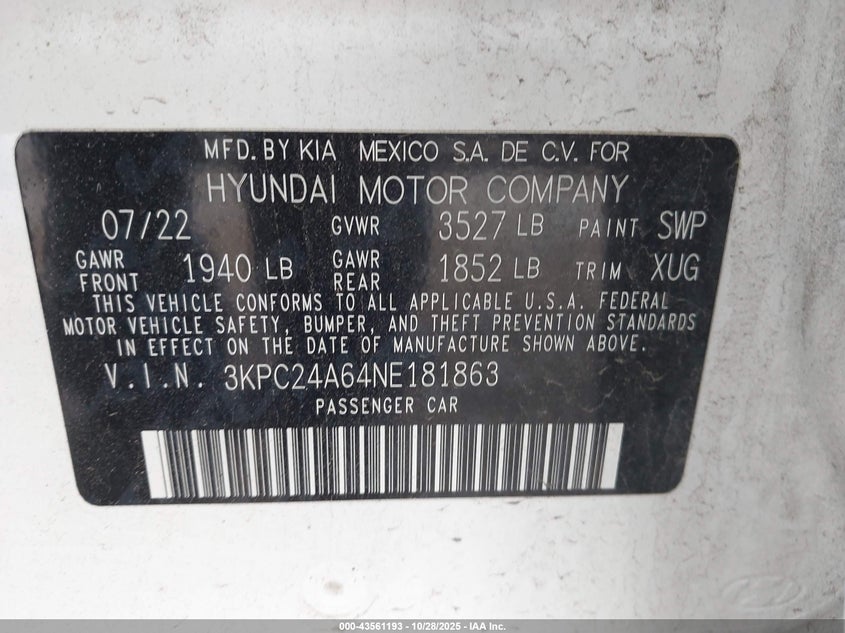 MFD. BY KIA MEXICO S.A. DE C.V. FOR
HYUNDAI MOTOR COMPANY
07/22 GVWR 3527 LB PAINT SWP
GAWR FRONT 1940 LB GAWR REAR 1852 LB TRIM XUG
THIS VEHICLE CONFORMS TO ALL APPLICABLE U.S.A. FEDERAL
MOTOR VEHICLE SAFETY, BUMPER, AND THEFT PREVENTION STANDARDS
IN EFFECT ON THE DATE OF MANUFACTURE SHOWN ABOVE.
V.I.N. 3KPC24A64NE181863
PASSENGER CAR
000-43561193 - 10/28/2025 - IAA Inc.